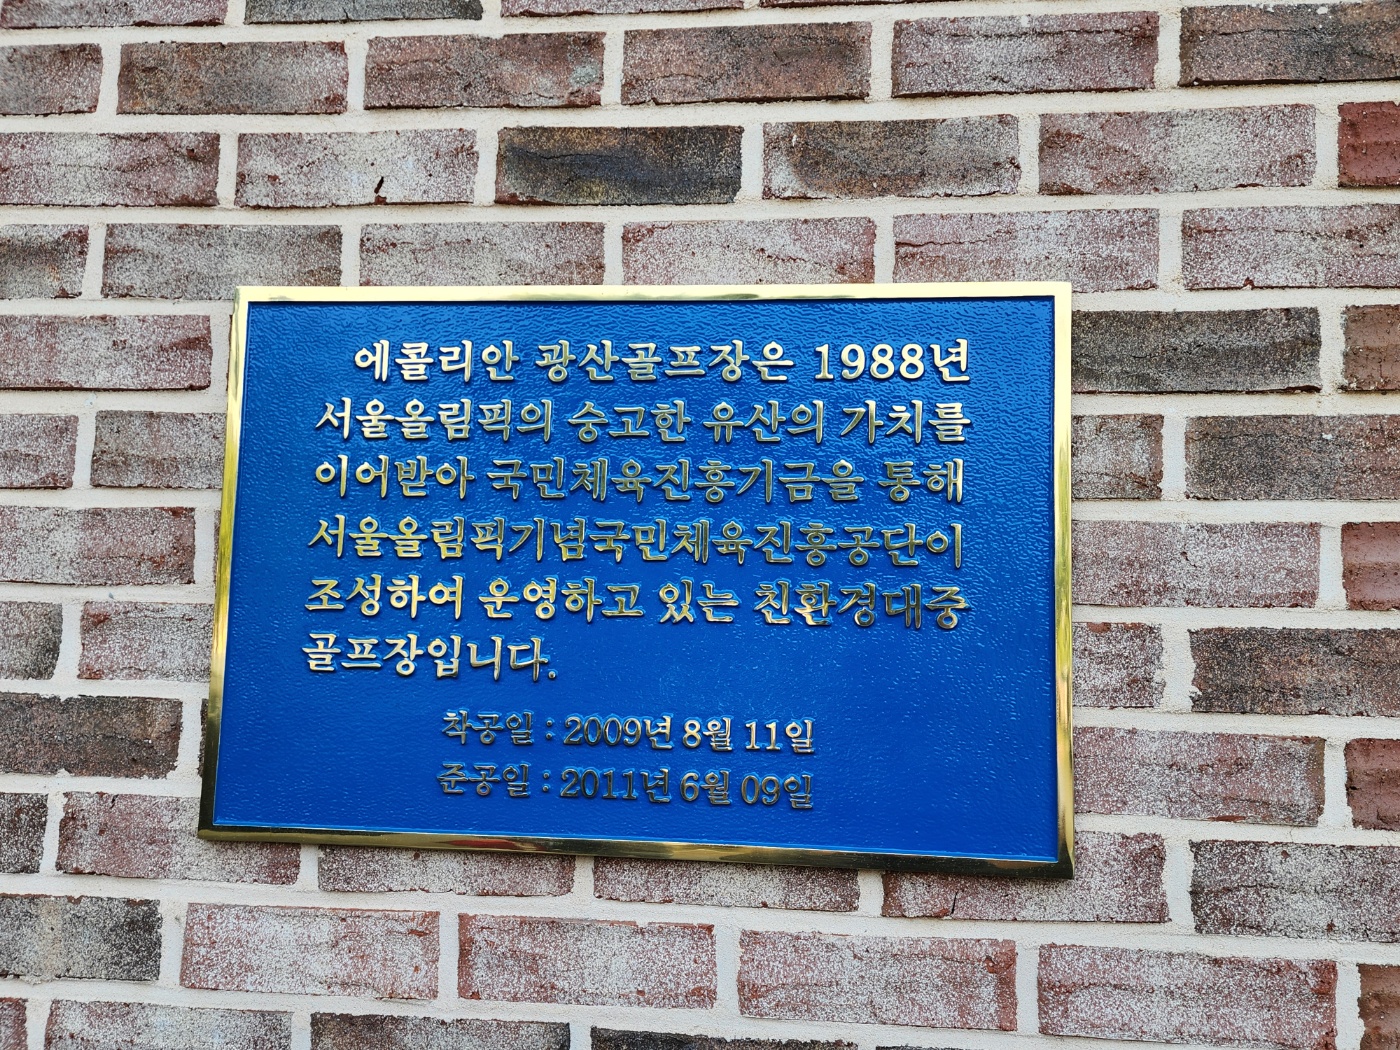 에콜리안 광산골프장은 1988년
서울올림픽의 숭고한 유산의 가치를
이어받아 국민체육진흥기금을 통해
서울올림픽기념국민체육진흥공단이
조성하여 운영하고 있는 친환경대중
골프장입니다.
착공일 : 2009년 8월 11일
준공일 : 2011년 6월 09일